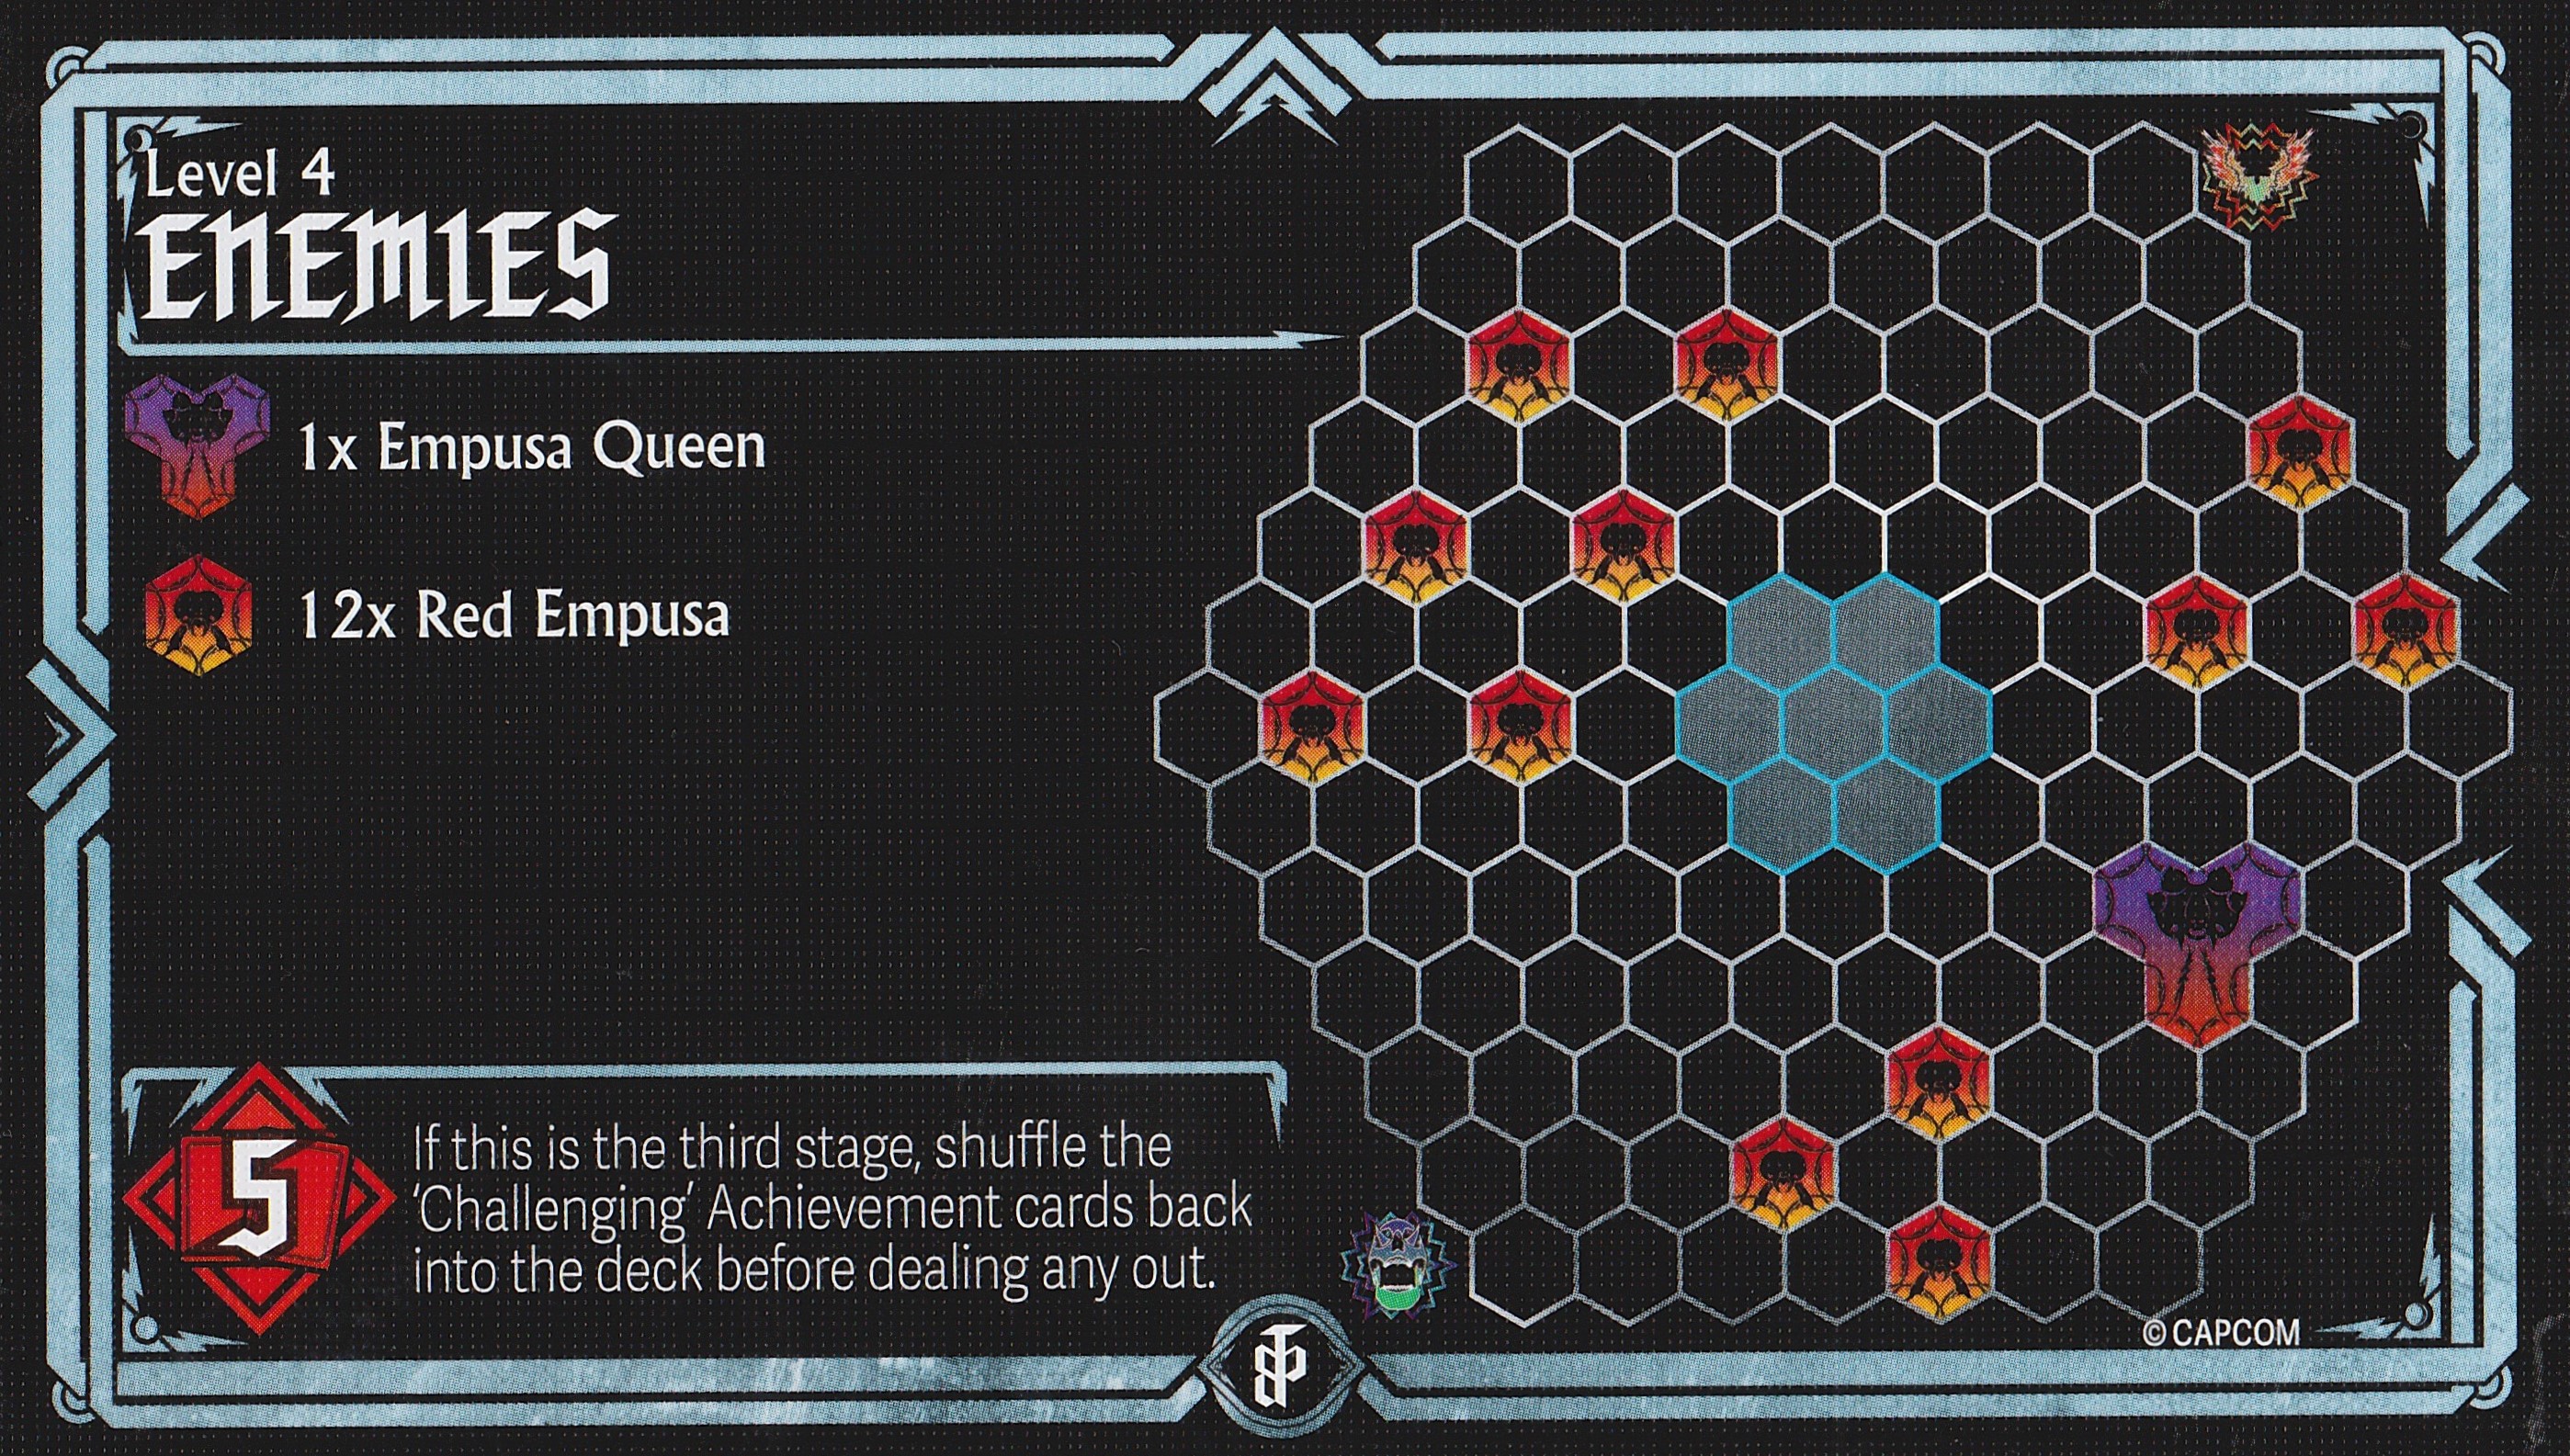 Level 4
ENEMIES
1x Empusa Queen
12x Red Empusa
5
If this is the third stage, shuffle the
‘Challenging’ Achievement cards back
into the deck before dealing any out.
© CAPCOM